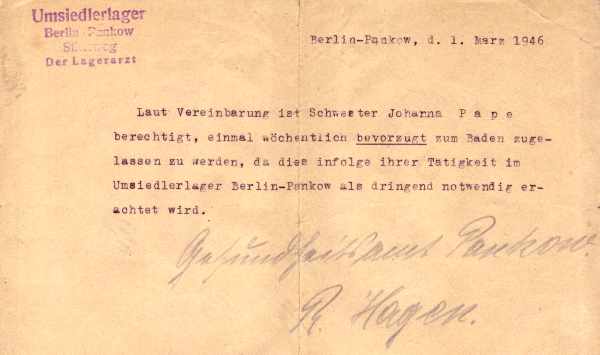 Umsiedlerlager
Berlin-Pankow
Der Lagerarzt
Berlin-Pankow, d. 1. Marz 1946
Laut Vereinbarung ist Schwester Johanna P a p e
berechtigt, einmal wöchentlich bevorzugt zum Baden zuge-
lassen zu werden, da dies infolge ihrer Tätigkeit im
Umsiedlerlager Berlin-Pankow als dringend notwendig er-
achtet wird.
Gesundheitsamt Pankow.
R. Hagen.